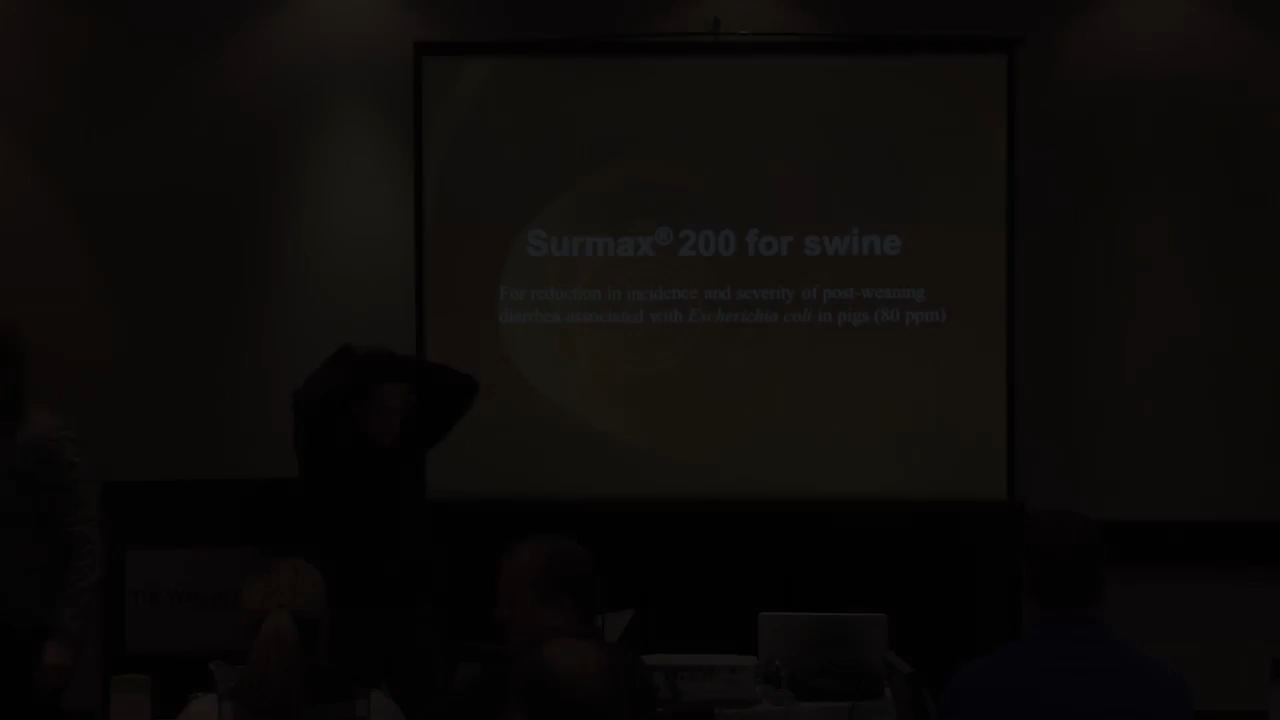 Surmax® 200 for swine
For reduction in incidence and severity of post-weaning
diarrhea associated with Escherichia coli in pigs (80 ppm)